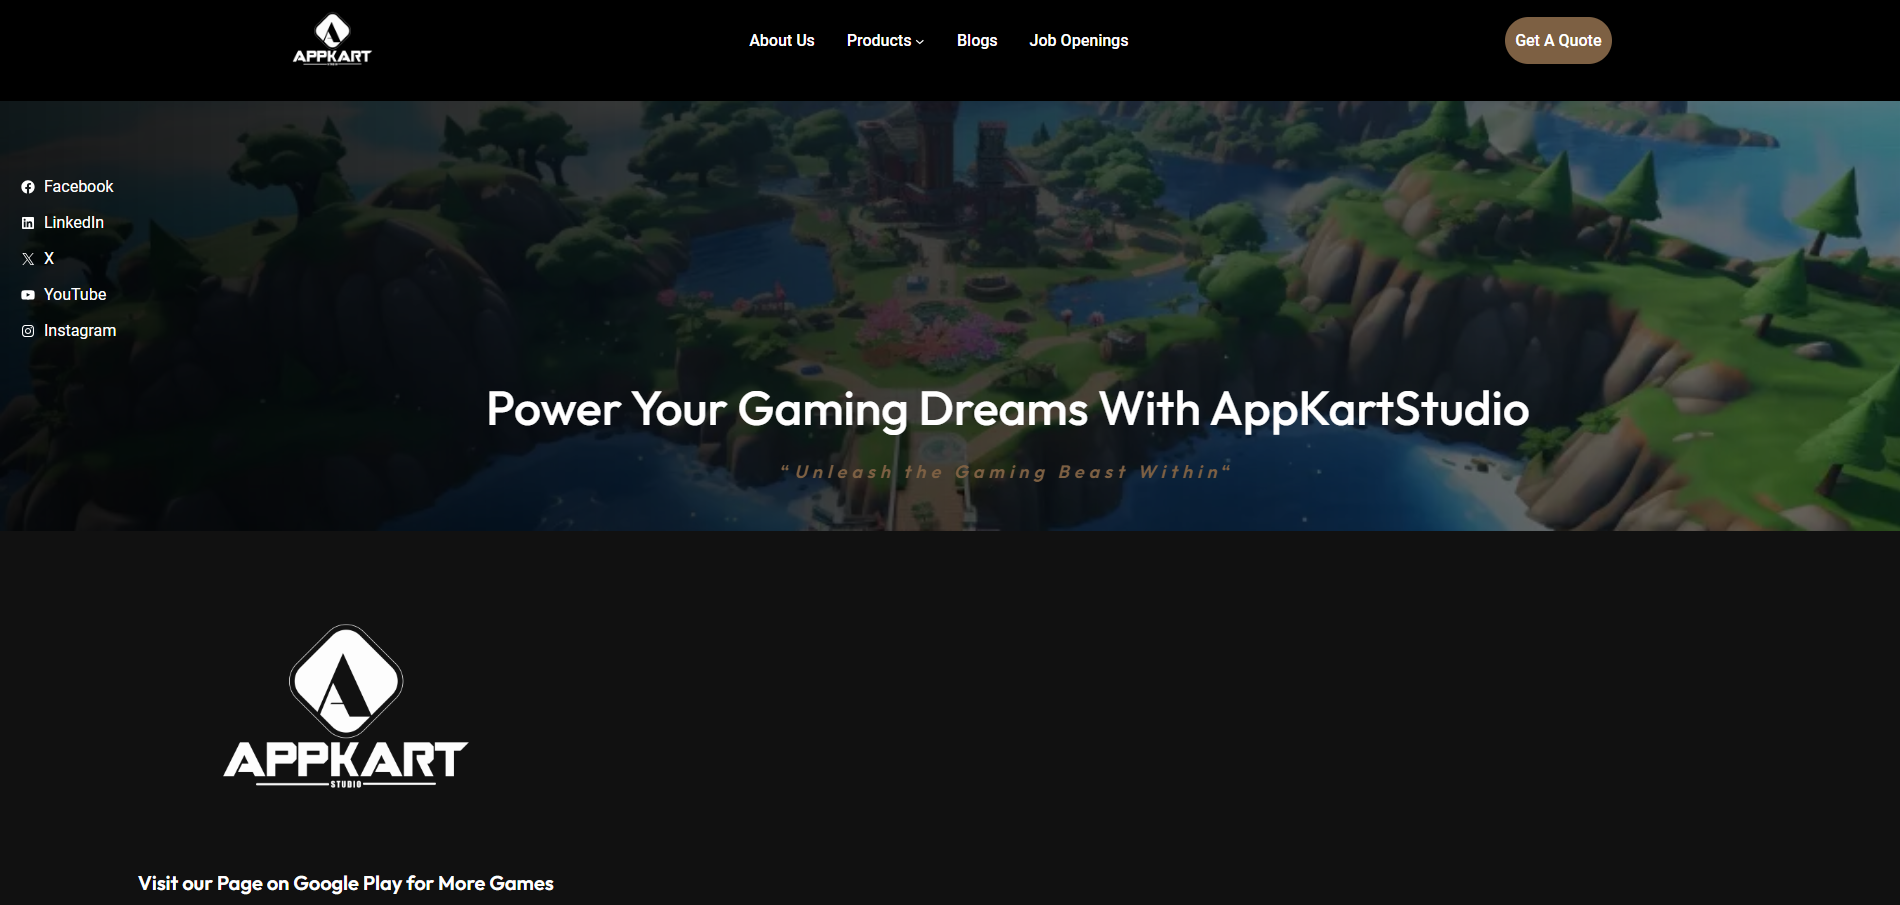 APPKART
About Us
Products
Blogs
Job Openings
Get A Quote
Facebook
LinkedIn
X
YouTube
Instagram
Power Your Gaming Dreams With AppKartStudio
“Unleash the Gaming Beast Within“
A
APPKART
STUDIO
Visit our Page on Google Play for More Games